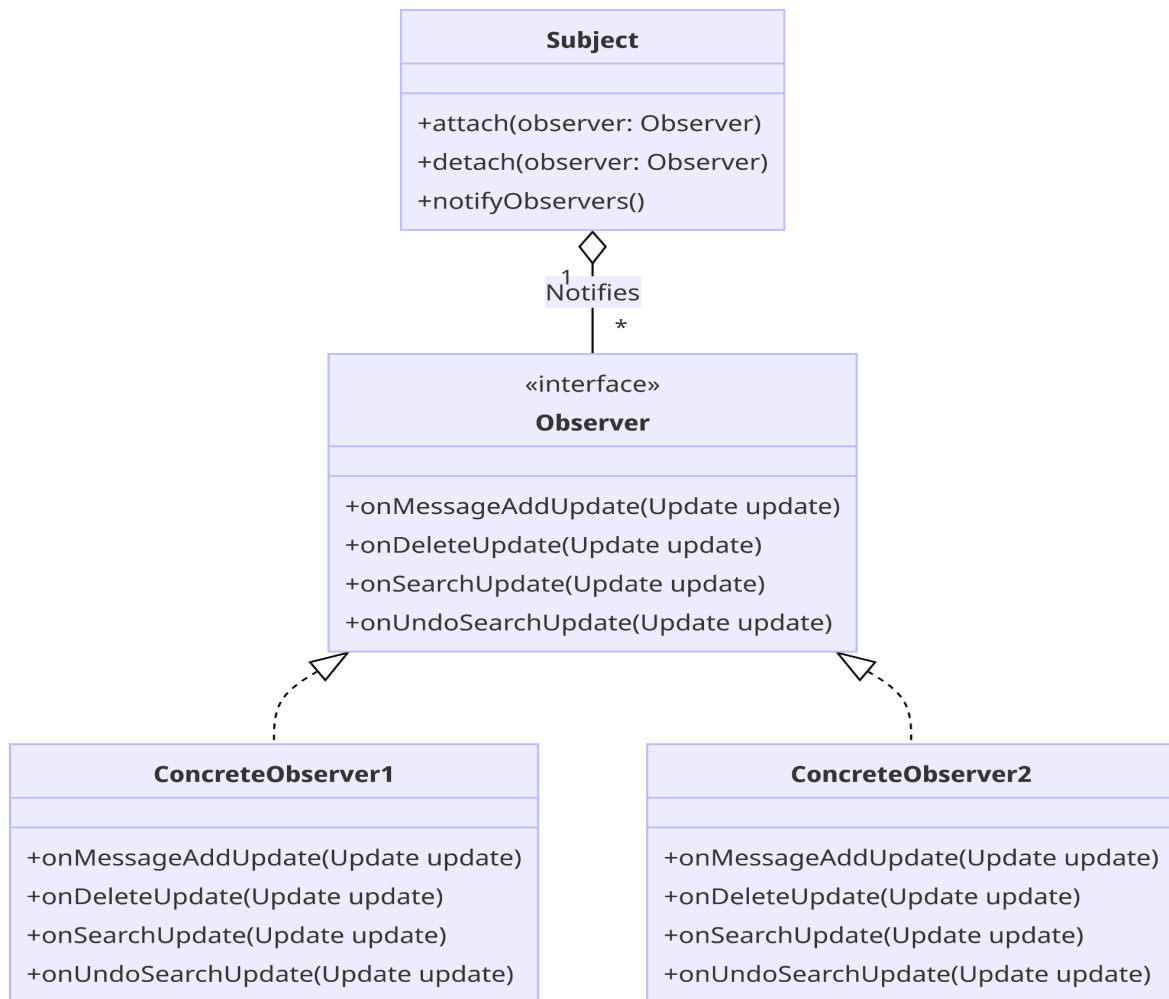 Subject
+attach(observer: Observer)
+detach(observer: Observer)
+notifyObservers()
1
Notifies
*
«interface»
Observer
+onMessageAddUpdate(Update update)
+onDeleteUpdate(Update update)
+onSearchUpdate(Update update)
+onUndoSearchUpdate(Update update)
ConcreteObserver1
+onMessageAddUpdate(Update update)
+onDeleteUpdate(Update update)
+onSearchUpdate(Update update)
+onUndoSearchUpdate(Update update)
ConcreteObserver2
+onMessageAddUpdate(Update update)
+onDeleteUpdate(Update update)
+onSearchUpdate(Update update)
+onUndoSearchUpdate(Update update)